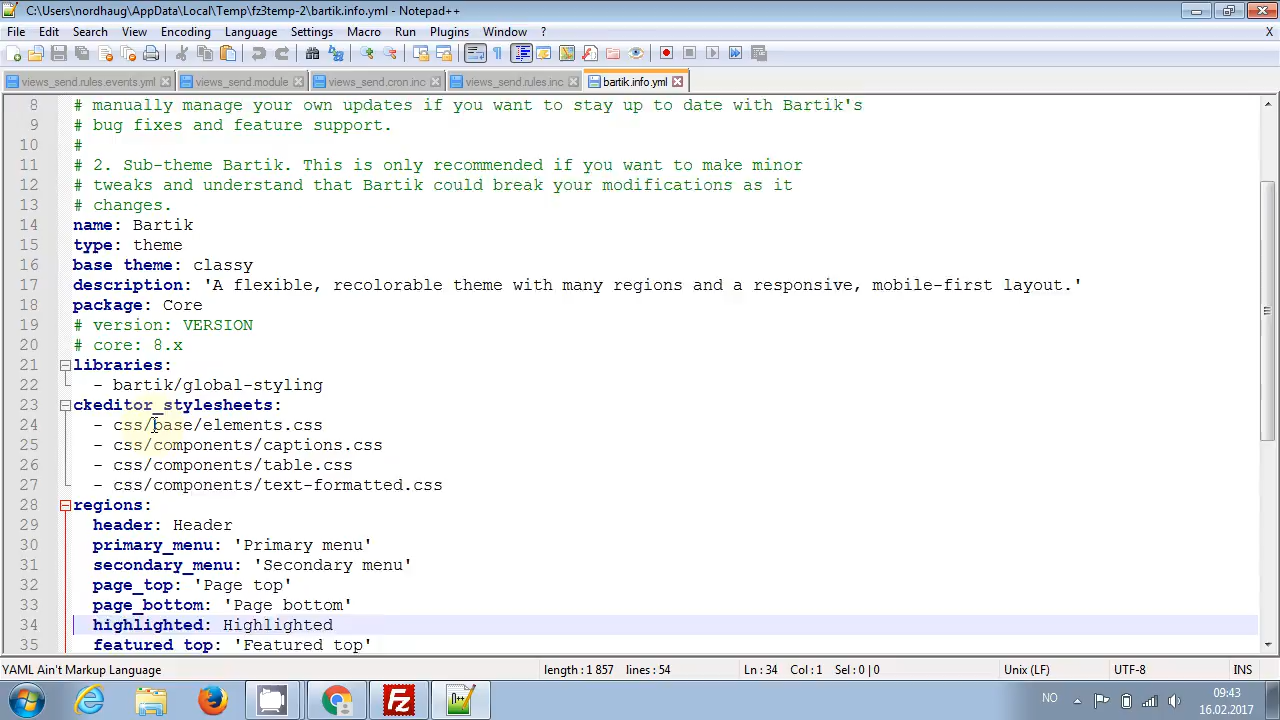 C:\Users\nordhaug\AppData\Local\Temp\fz3temp-2\bartik.info.yml - Notepad++
File Edit Search View Encoding Language Settings Macro Run Plugins Window ? X
views_send.rules.events.yml views_send.module views_send.cron.inc views_send.rules.inc bartik.info.yml
8 # manually manage your own updates if you want to stay up to date with Bartik's
9 # bug fixes and feature support.
10 #
11 # 2. Sub-theme Bartik. This is only recommended if you want to make minor
12 # tweaks and understand that Bartik could break your modifications as it
13 # changes.
14 name: Bartik
15 type: theme
16 base theme: classy
17 description: 'A flexible, recolorable theme with many regions and a responsive, mobile-first layout.'
18 package: Core
19 # version: VERSION
20 # core: 8.x
21 libraries:
22 - bartik/global-styling
23 ckeditor_stylesheets:
24 - css/base/elements.css
25 - css/components/captions.css
26 - css/components/table.css
27 - css/components/text-formatted.css
28 regions:
29 header: Header
30 primary_menu: 'Primary menu'
31 secondary_menu: 'Secondary menu'
32 page_top: 'Page top'
33 page_bottom: 'Page bottom'
34 highlighted: Highlighted
35 featured_top: 'Featured top'
YAML Ain't Markup Language length : 1 857 lines : 54 Ln : 34 Col : 1 Sel : 0 | 0 Unix (LF) UTF-8 INS
NO 09:43
16.02.2017